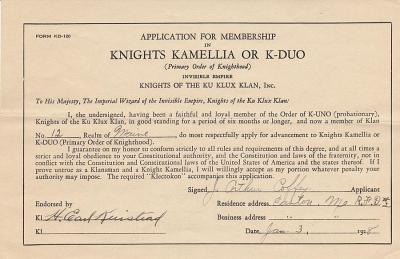 FORM KD-120
APPLICATION FOR MEMBERSHIP
IN
KNIGHTS KAMELLIA OR K-DUO
(Primary Order of Knighthood)
INVISIBLE EMPIRE
KNIGHTS OF THE KU KLUX KLAN, Inc.
To His Majesty, The Imperial Wizard of the Invisible Empire, Knights of the Ku Klux Klan:
I, the undersigned, having been a faithful and loyal member of the Order of K-UNO (probationary),
Knights of the Ku Klux Klan, in good standing for a period of six months or longer, and now a member of Klan
No. 12, Realm of Maine, do most respectfully apply for advancement to Knights Kamellia or
K-DUO (Primary Order of Knighthood).
I guarantee on my honor to conform strictly to all rules and requirements of this degree, and at all times a
strict and loyal obedience to your Constitutional authority, and the Constitution and laws of the fraternity, not in
conflict with the Constitution and Constitutional laws of the United States of America and the states thereof. If I
prove untrue as a Klansman and a Knight Kamellia, I will willingly accept as my portion whatever penalty your
authority may impose. The required "Klectokon" accompanies this application.
Signed, J. Arthur Coffey Applicant
Endorsed by Residence address, Me R.F.D.
Kl H. Earl Business address " "
Kl Date, Jan 3, 1928